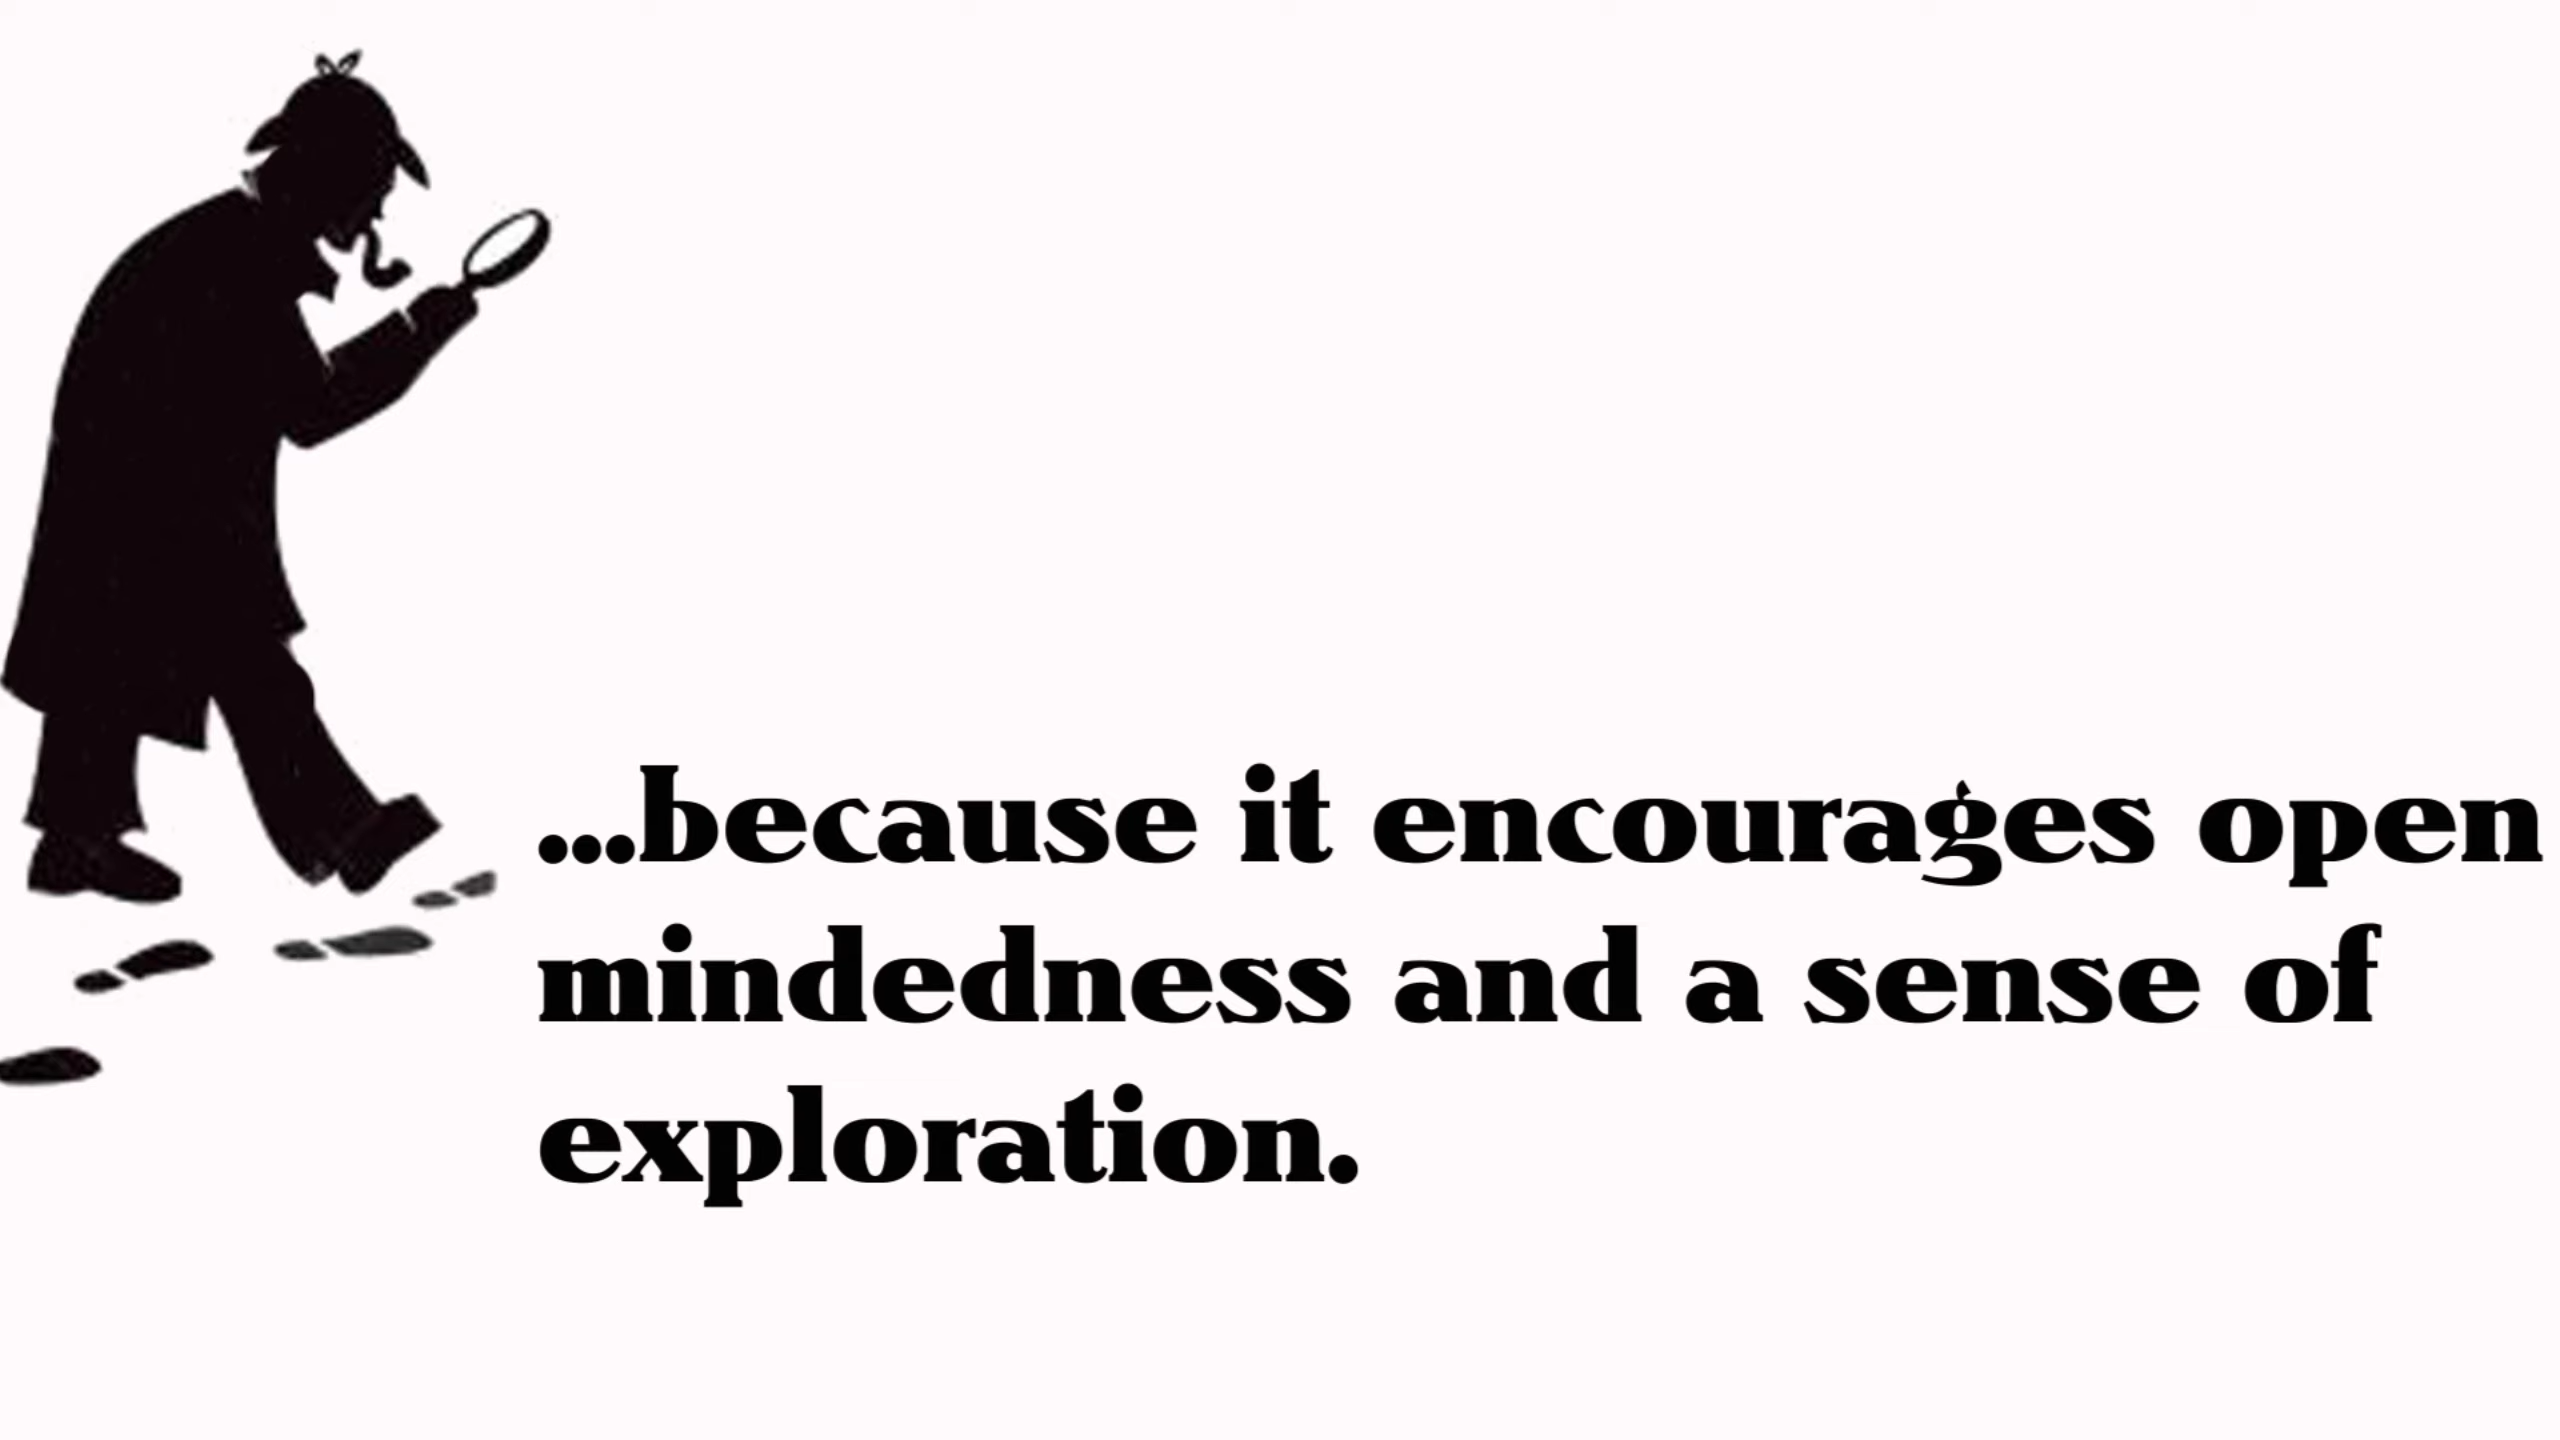 ...because it encourages open
mindedness and a sense of
exploration.